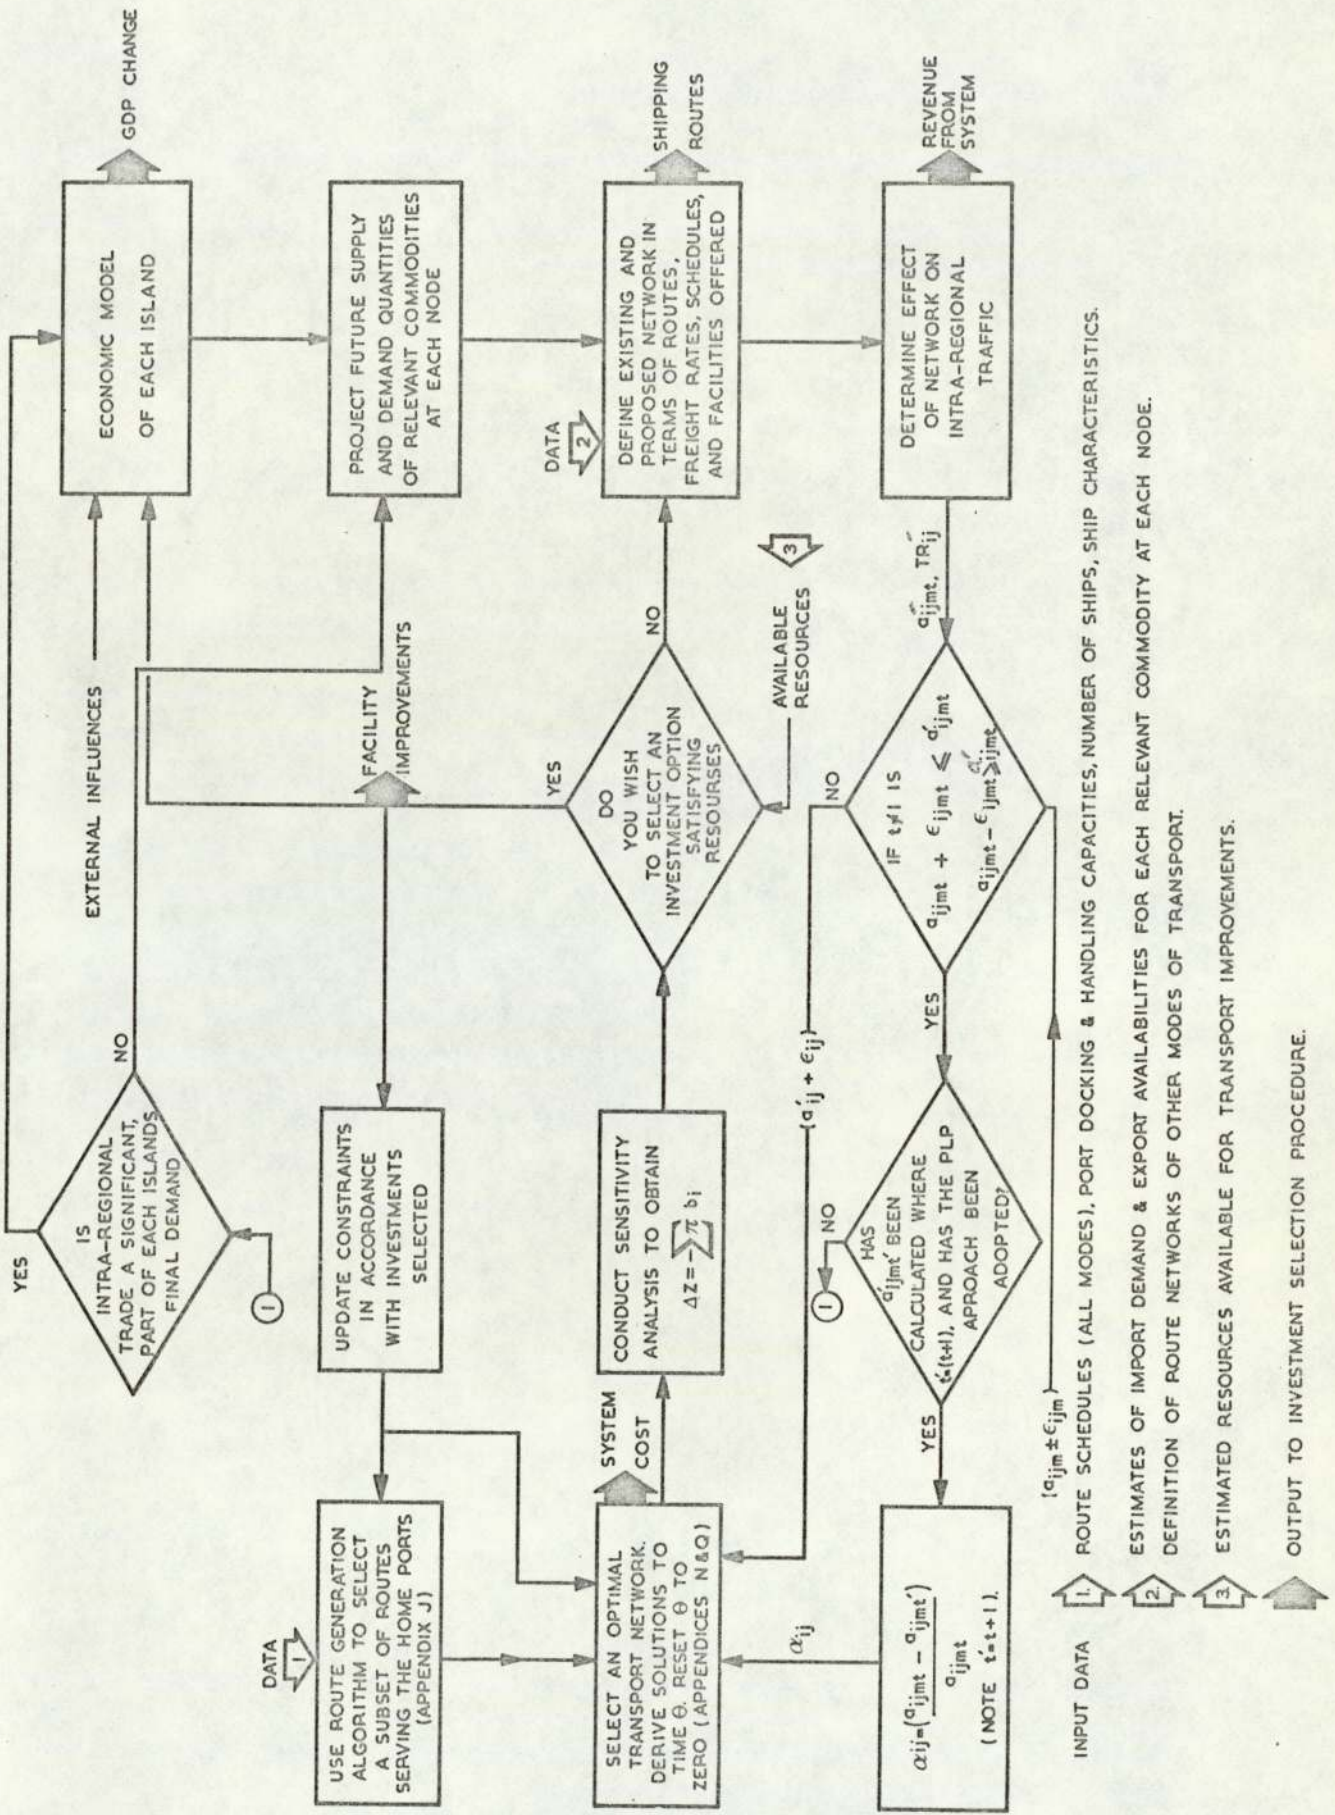 YES
IS
INTRA-REGIONAL
TRADE A SIGNIFICANT,
PART OF EACH ISLANDS
FINAL DEMAND
NO
1
EXTERNAL INFLUENCES
ECONOMIC MODEL
OF EACH ISLAND
GDP CHANGE
DATA
1
USE ROUTE GENERATION
ALGORITHM TO SELECT
A SUBSET OF ROUTES
SERVING THE HOME PORTS
(APPENDIX J)
UPDATE CONSTRAINTS
IN ACCORDANCE
WITH INVESTMENTS
SELECTED
FACILITY
IMPROVEMENTS
PROJECT FUTURE SUPPLY
AND DEMAND QUANTITIES
OF RELEVANT COMMODITIES
AT EACH NODE
SELECT AN OPTIMAL
TRANSPORT NETWORK.
DERIVE SOLUTIONS TO
TIME θ. RESET θ TO
ZERO (APPENDICES N&Q)
SYSTEM
COST
CONDUCT SENSITIVITY
ANALYSIS TO OBTAIN
ΔZ=-∑π bi
YES
DO
YOU WISH
TO SELECT AN
INVESTMENT OPTION
SATISFYING
RESOURSES
NO
AVAILABLE
RESOURCES
3
DATA
2
DEFINE EXISTING AND
PROPOSED NETWORK IN
TERMS OF ROUTES,
FREIGHT RATES, SCHEDULES,
AND FACILITIES OFFERED
SHIPPING
ROUTES
αij
(a′ij + ϵij)
αij=(aijmt − aijmt′)
aijmt
(NOTE t′=t+1).
YES
NO
1
HAS
a′ijmt′ BEEN
CALCULATED WHERE
t′=(t+1), AND HAS THE PLP
APROACH BEEN
ADOPTED?
YES
NO
IF t≠1 IS
aijmt + ϵijmt ⩽ a′ijmt
aijmt − ϵijmt ⩾ a′ijmt
a″ijmt, TR″ij
DETERMINE EFFECT
OF NETWORK ON
INTRA-REGIONAL
TRAFFIC
REVENUE
FROM
SYSTEM
(aijm ± ϵijm)
INPUT DATA
1. ROUTE SCHEDULES (ALL MODES), PORT DOCKING & HANDLING CAPACITIES, NUMBER OF SHIPS, SHIP CHARACTERISTICS.
2. ESTIMATES OF IMPORT DEMAND & EXPORT AVAILABILITIES FOR EACH RELEVANT COMMODITY AT EACH NODE.
DEFINITION OF ROUTE NETWORKS OF OTHER MODES OF TRANSPORT.
3. ESTIMATED RESOURCES AVAILABLE FOR TRANSPORT IMPROVEMENTS.
OUTPUT TO INVESTMENT SELECTION PROCEDURE.